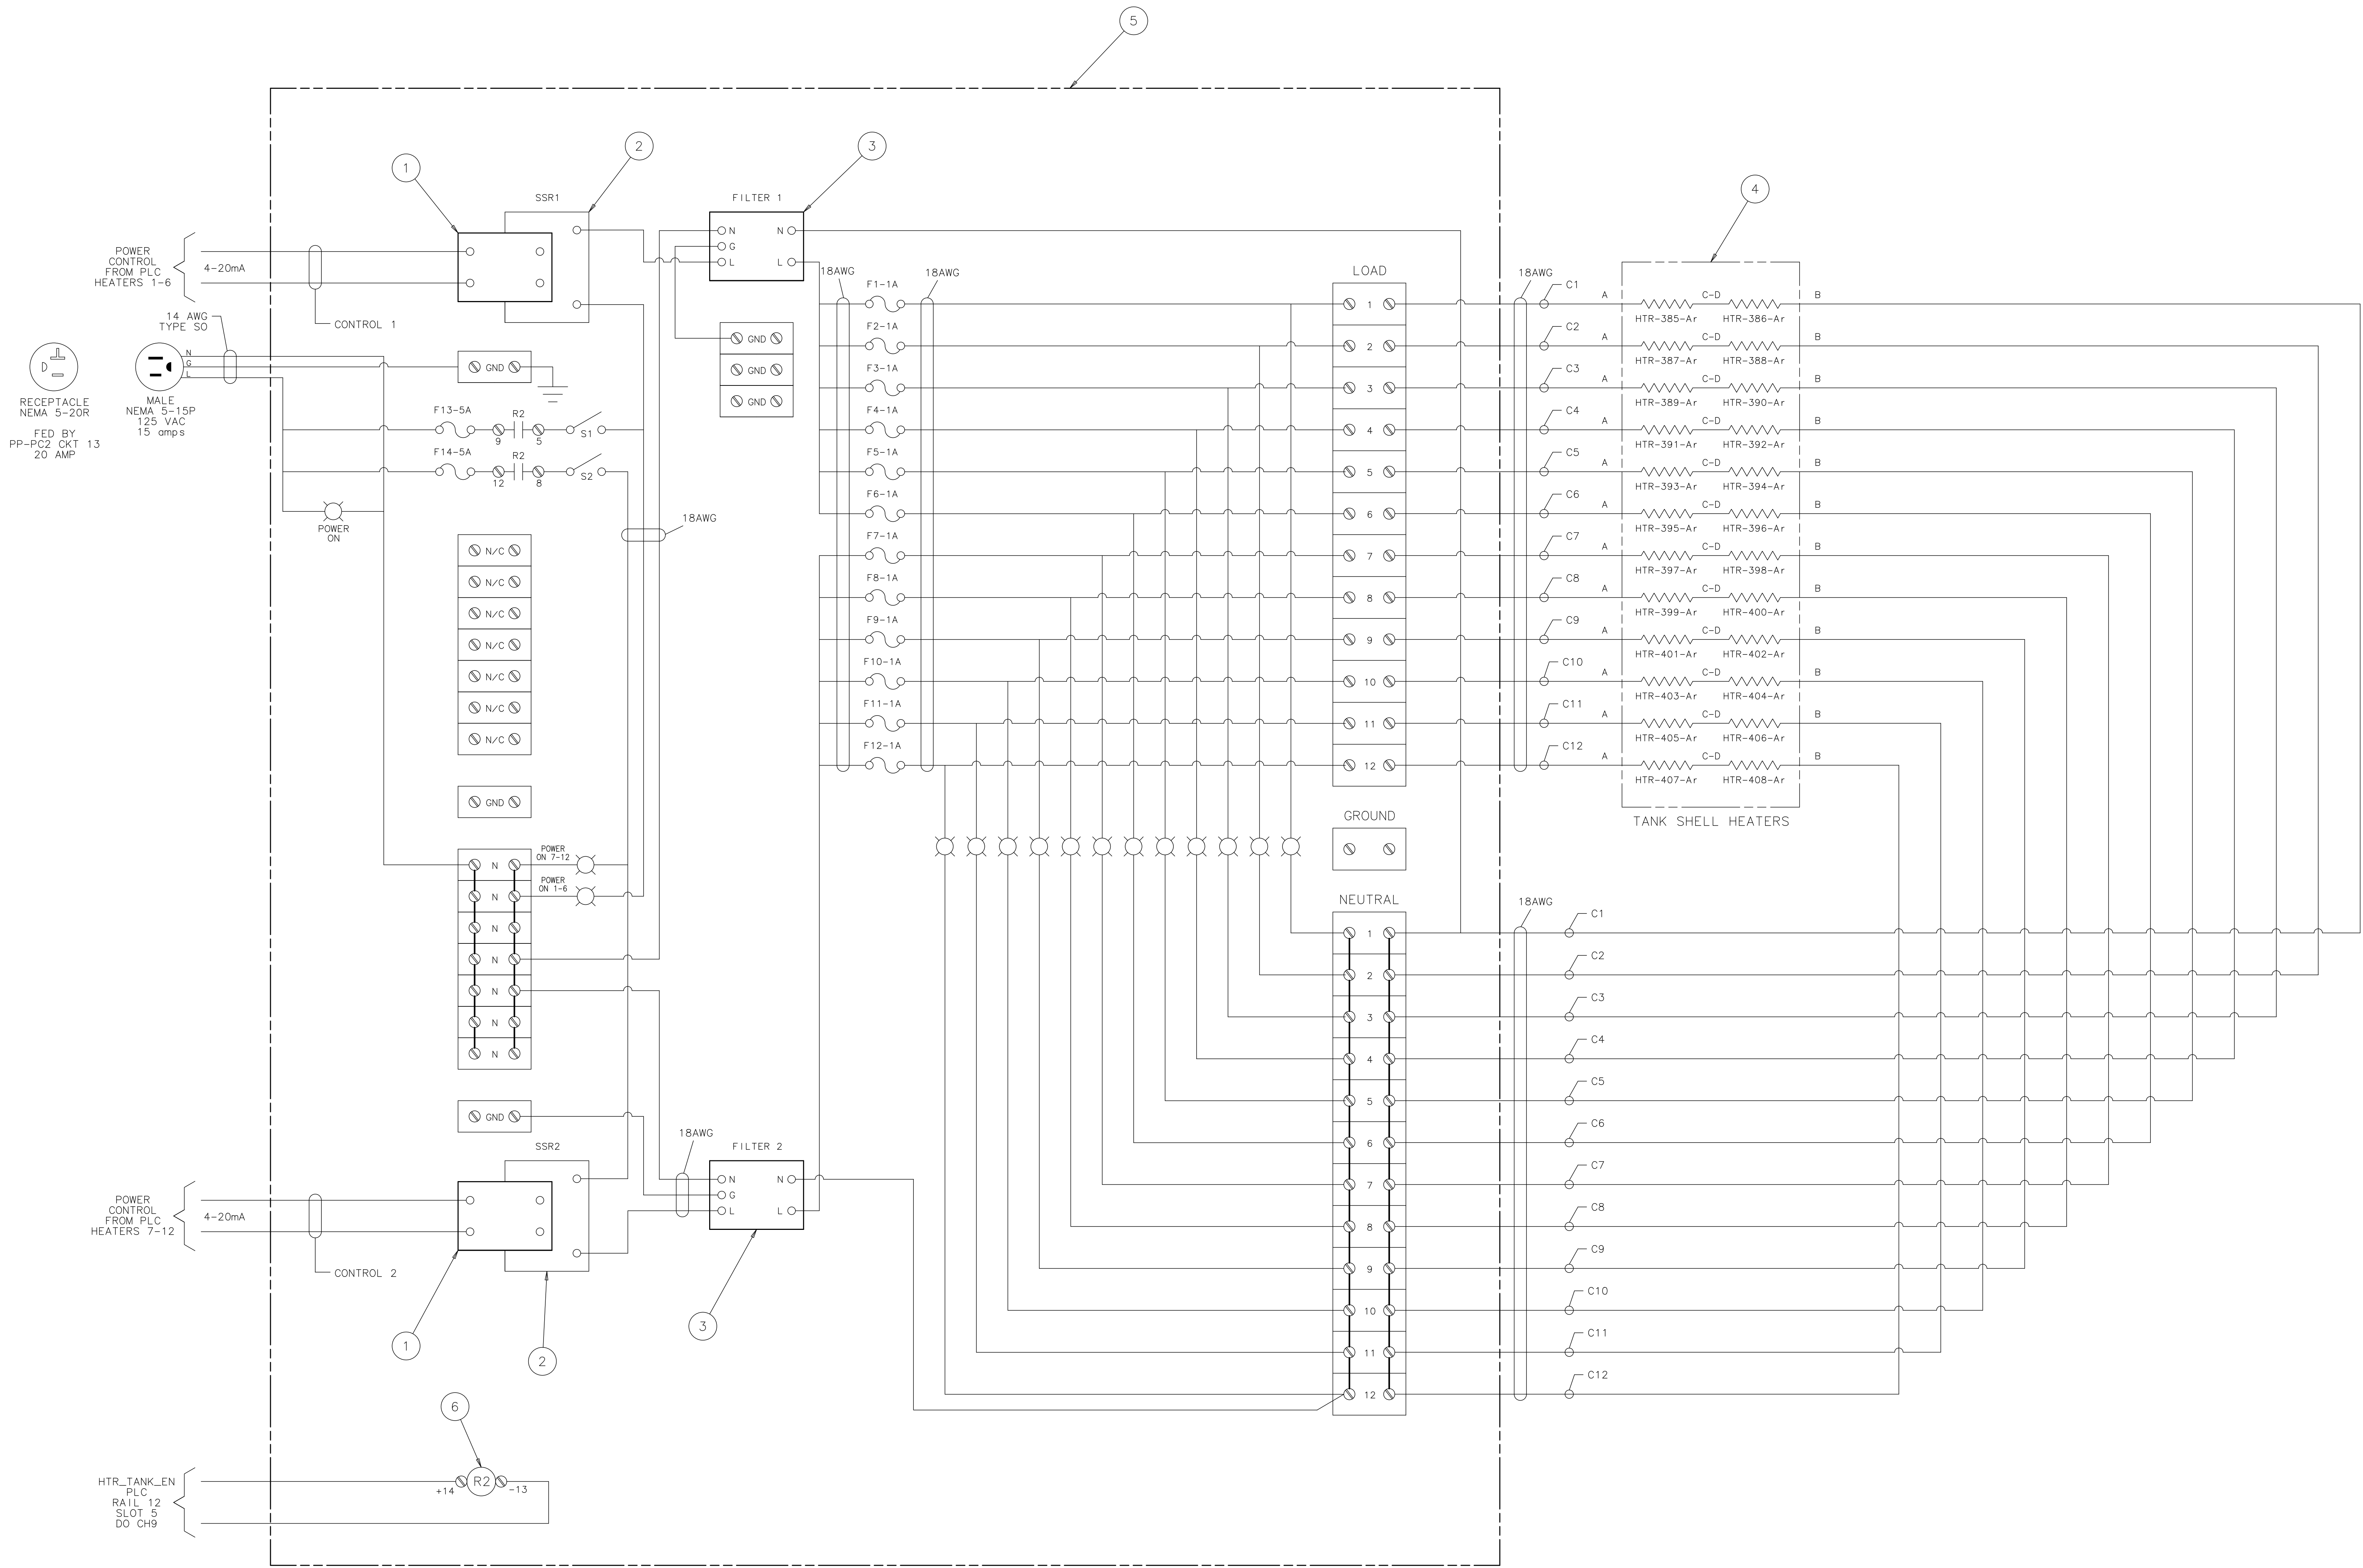 5
1
2
3
4
SSR1
FILTER 1
POWER
CONTROL
FROM PLC
HEATERS 1-6
4-20mA
CONTROL 1
N
G
L
N
L
14 AWG
TYPE SO
N
G
L
RECEPTACLE
NEMA 5-20R
FED BY
PP-PC2 CKT 13
20 AMP
MALE
NEMA 5-15P
125 VAC
15 amps
GND
GND
GND
GND
F13-5A
R2
9
5
S1
F14-5A
R2
12
8
S2
POWER
ON
18AWG
N/C
N/C
N/C
N/C
N/C
N/C
N/C
GND
N
N
N
N
N
N
N
POWER
ON 7-12
POWER
ON 1-6
GND
18AWG
18AWG
F1-1A
F2-1A
F3-1A
F4-1A
F5-1A
F6-1A
F7-1A
F8-1A
F9-1A
F10-1A
F11-1A
F12-1A
LOAD
1
2
3
4
5
6
7
8
9
10
11
12
GROUND
NEUTRAL
1
2
3
4
5
6
7
8
9
10
11
12
18AWG
C1
A
C-D
B
HTR-385-Ar HTR-386-Ar
C2
A
C-D
B
HTR-387-Ar HTR-388-Ar
C3
A
C-D
B
HTR-389-Ar HTR-390-Ar
C4
A
C-D
B
HTR-391-Ar HTR-392-Ar
C5
A
C-D
B
HTR-393-Ar HTR-394-Ar
C6
A
C-D
B
HTR-395-Ar HTR-396-Ar
C7
A
C-D
B
HTR-397-Ar HTR-398-Ar
C8
A
C-D
B
HTR-399-Ar HTR-400-Ar
C9
A
C-D
B
HTR-401-Ar HTR-402-Ar
C10
A
C-D
B
HTR-403-Ar HTR-404-Ar
C11
A
C-D
B
HTR-405-Ar HTR-406-Ar
C12
A
C-D
B
HTR-407-Ar HTR-408-Ar
TANK SHELL HEATERS
18AWG
C1
C2
C3
C4
C5
C6
C7
C8
C9
C10
C11
C12
SSR2
18AWG
FILTER 2
N
G
L
N
L
POWER
CONTROL
FROM PLC
HEATERS 7-12
4-20mA
CONTROL 2
1
2
3
6
HTR_TANK_EN
PLC
RAIL 12
SLOT 5
DO CH9
+14
R2
-13